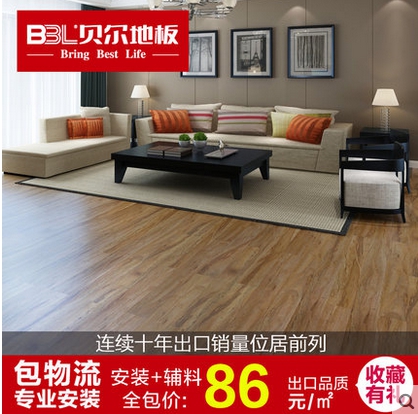 BBL贝尔地板
Bring Best Life
连续十年出口销量位居前列
包物流
专业安装
安装+辅料
全包价:
86
出口品质
元/㎡
收藏
有礼